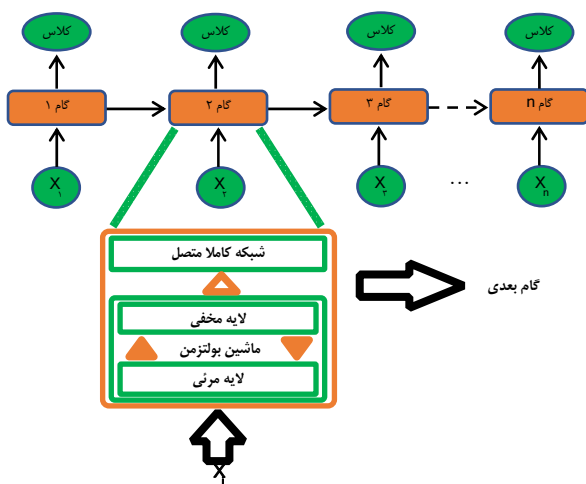 کلاس
کلاس
کلاس
کلاس
گام ۱
گام ۲
گام ۳
گام n
X۱
X۲
X۳
...
Xn
شبکه کاملا متصل
گام بعدی
لایه مخفی
ماشین بولتزمن
لایه مرئی
X